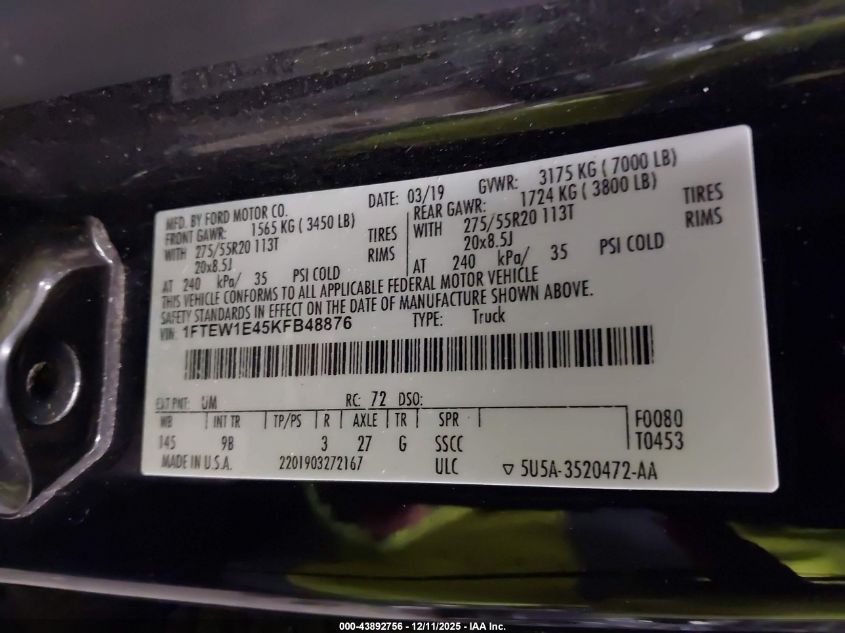 MFD. BY FORD MOTOR CO. DATE: 03/19 GVWR: 3175 KG ( 7000 LB)
FRONT GAWR: 1565 KG ( 3450 LB) REAR GAWR: 1724 KG ( 3800 LB)
WITH 275/55R20 113T TIRES WITH 275/55R20 113T TIRES
20x8.5J RIMS 20x8.5J RIMS
AT 240 kPa/ 35 PSI COLD AT 240 kPa/ 35 PSI COLD
THIS VEHICLE CONFORMS TO ALL APPLICABLE FEDERAL MOTOR VEHICLE
SAFETY STANDARDS IN EFFECT ON THE DATE OF MANUFACTURE SHOWN ABOVE.
VIN: 1FTEW1E45KFB48876 TYPE: Truck
EXT PNT: UM RC: 72 DSO:
WB INT TR TP/PS R AXLE TR SPR F0080
145 9B 3 27 G SSCC T0453
MADE IN U.S.A. 2201903272167 ULC ▽ 5U5A-3520472-AA
000-43892756 - 12/11/2025 - IAA Inc.